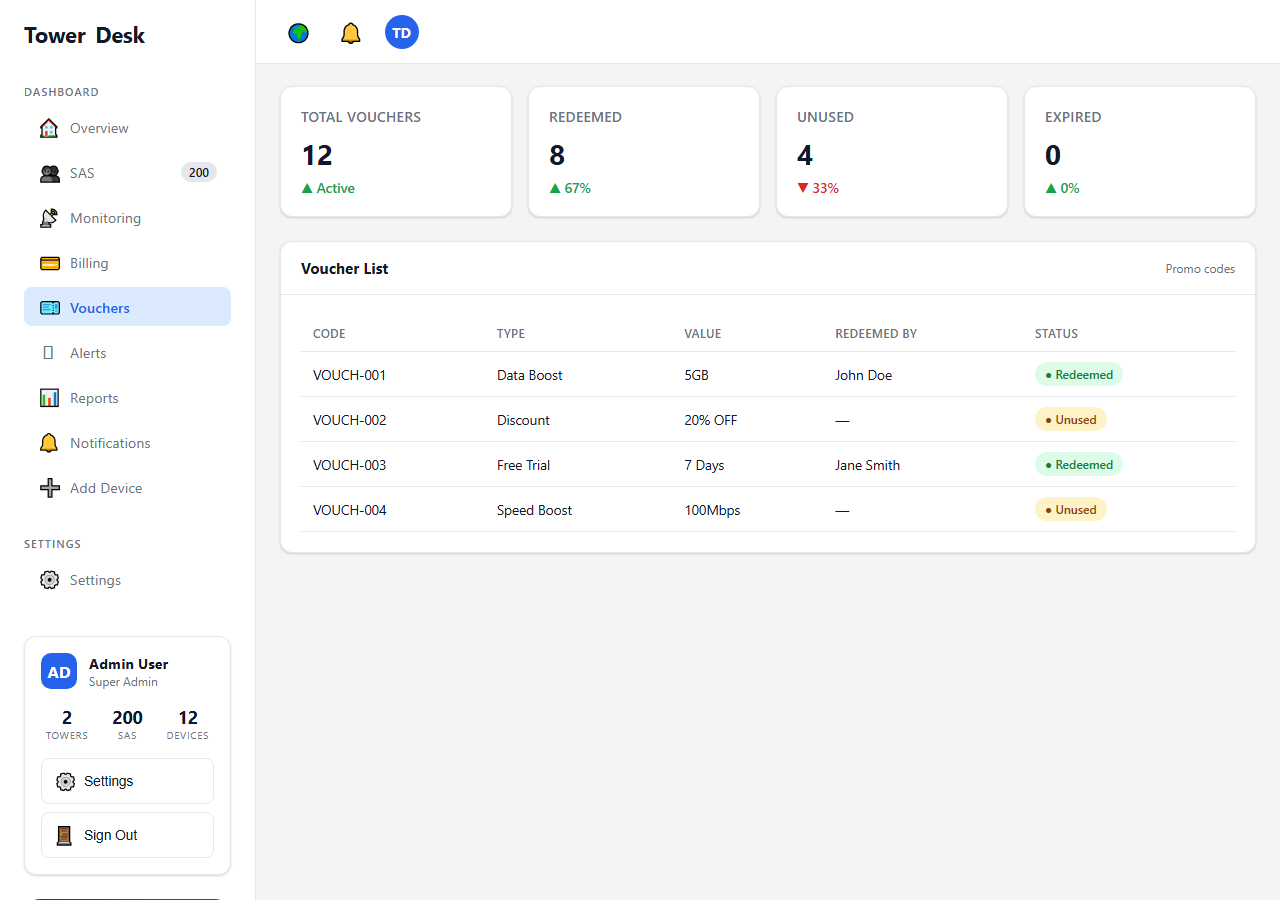 Tower Desk
DASHBOARD
Overview
SAS 200
Monitoring
Billing
Vouchers
Alerts
Reports
Notifications
Add Device
SETTINGS
Settings
AD
Admin User
Super Admin
2 200 12
TOWERS SAS DEVICES
Settings
Sign Out
TD
TOTAL VOUCHERS
12
▲ Active
REDEEMED
8
▲ 67%
UNUSED
4
▼ 33%
EXPIRED
0
▲ 0%
Voucher List
Promo codes
CODE TYPE VALUE REDEEMED BY STATUS
VOUCH-001 Data Boost 5GB John Doe ● Redeemed
VOUCH-002 Discount 20% OFF — ● Unused
VOUCH-003 Free Trial 7 Days Jane Smith ● Redeemed
VOUCH-004 Speed Boost 100Mbps — ● Unused